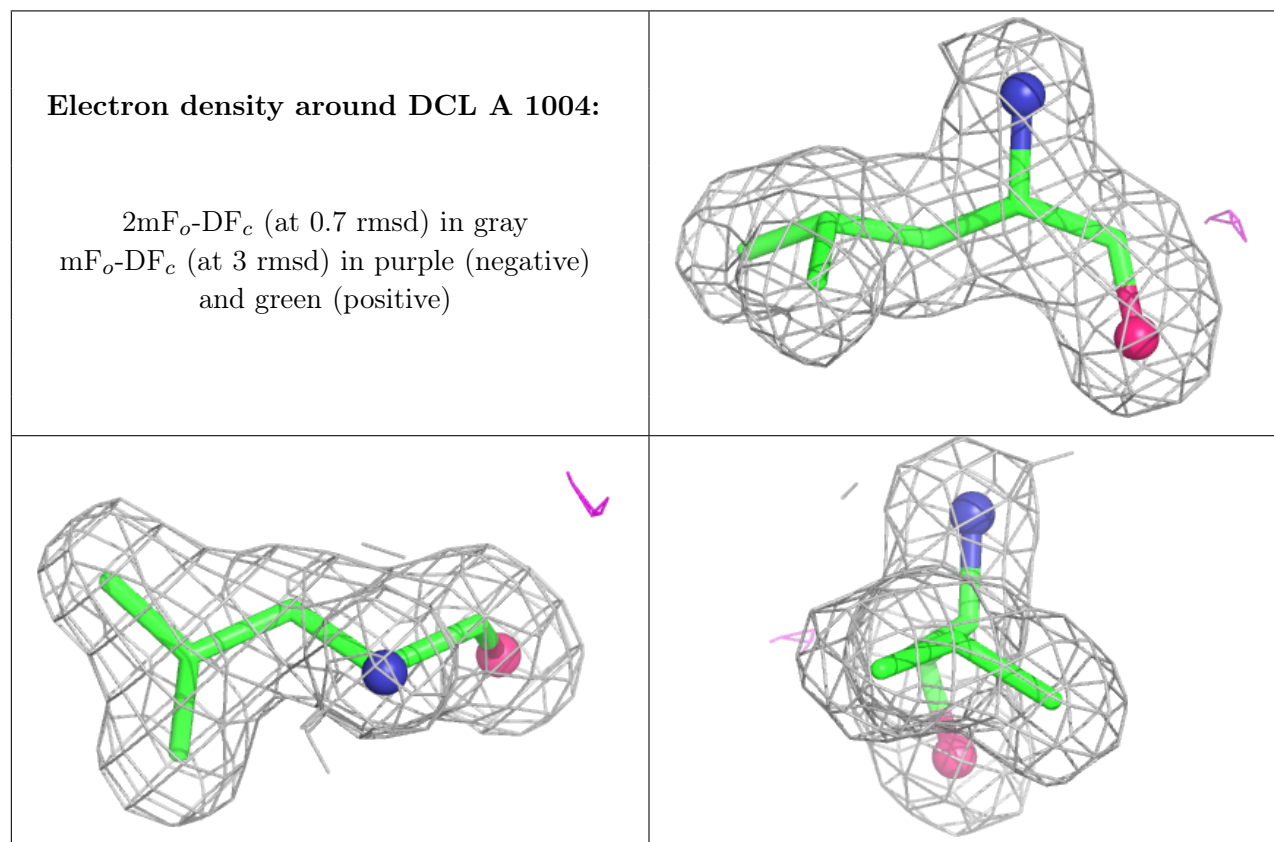 Electron density around DCL A 1004:
2mFo-DFc (at 0.7 rmsd) in gray
mFo-DFc (at 3 rmsd) in purple (negative)
and green (positive)